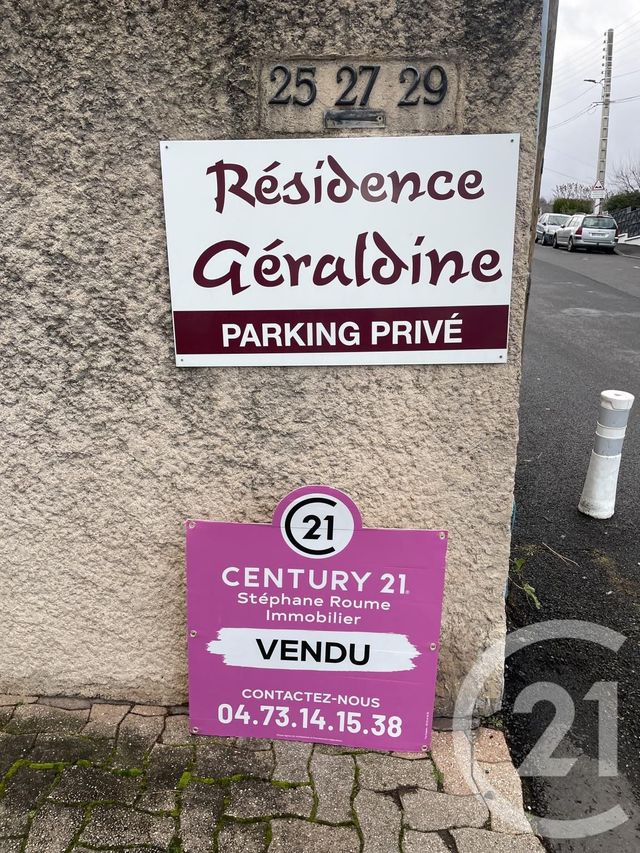 25 27 29
Résidence
Géraldine
PARKING PRIVÉ
21
CENTURY 21
Stéphane Roume
Immobilier
VENDU
CONTACTEZ-NOUS
04.73.14.15.38
21